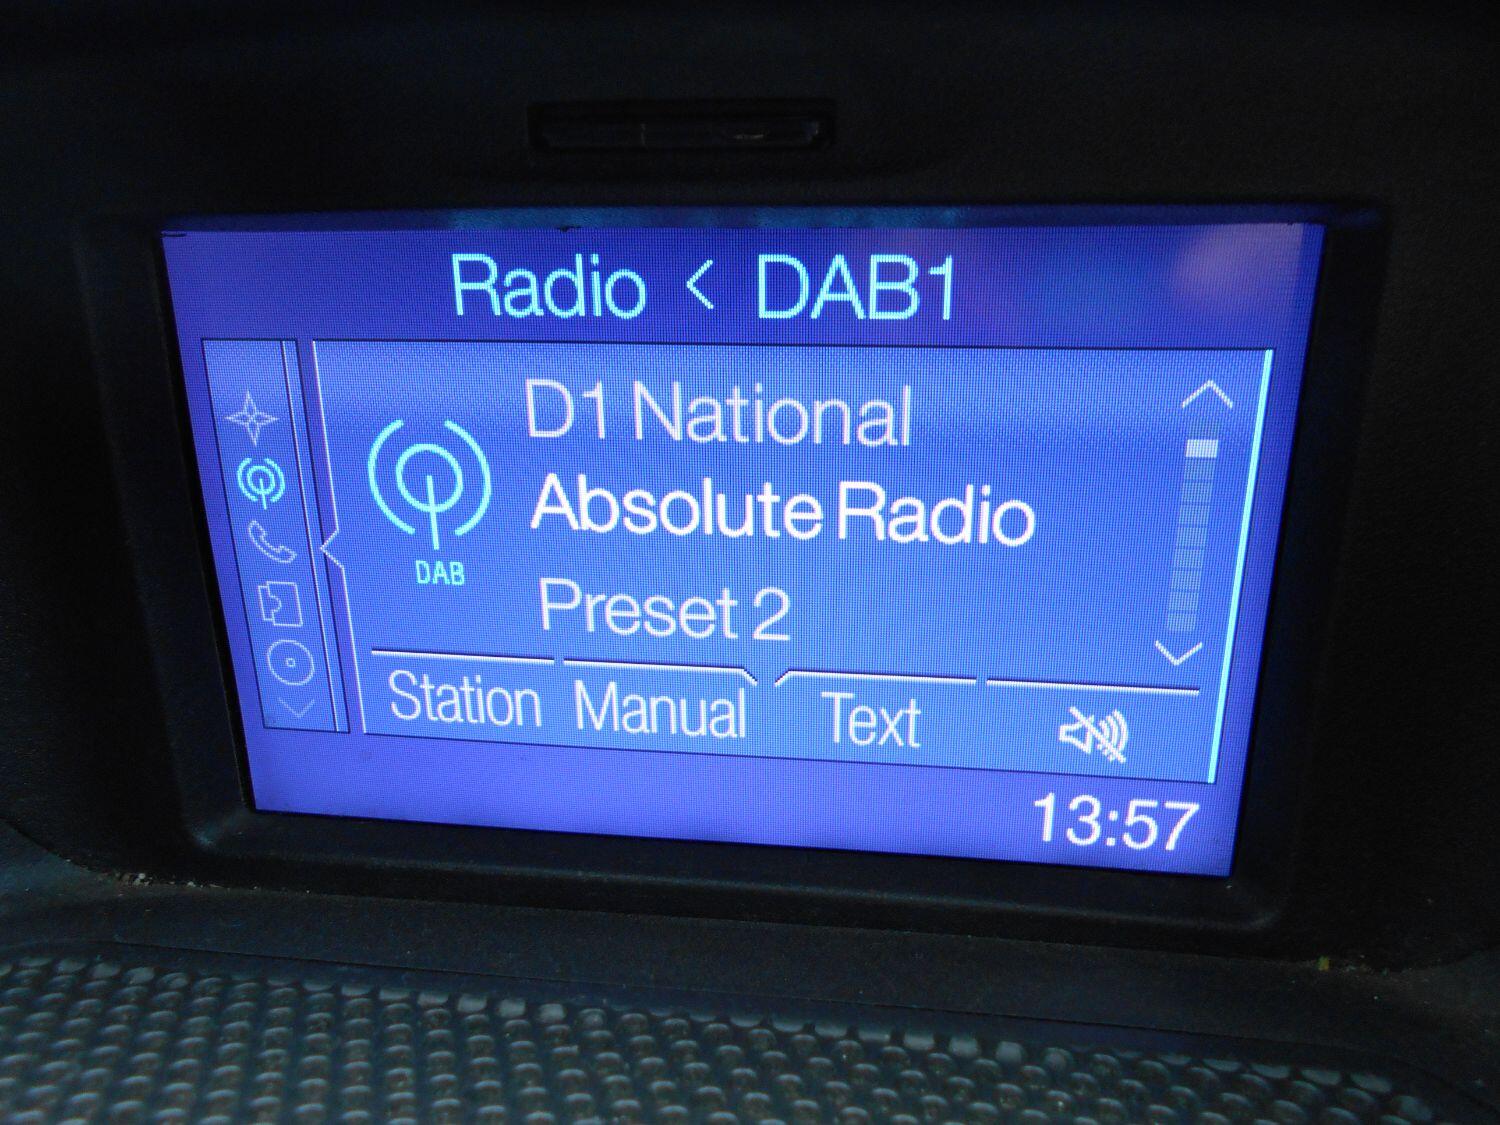 Radio < DAB1
D1 National
Absolute Radio
DAB
Preset 2
Station Manual Text
13:57